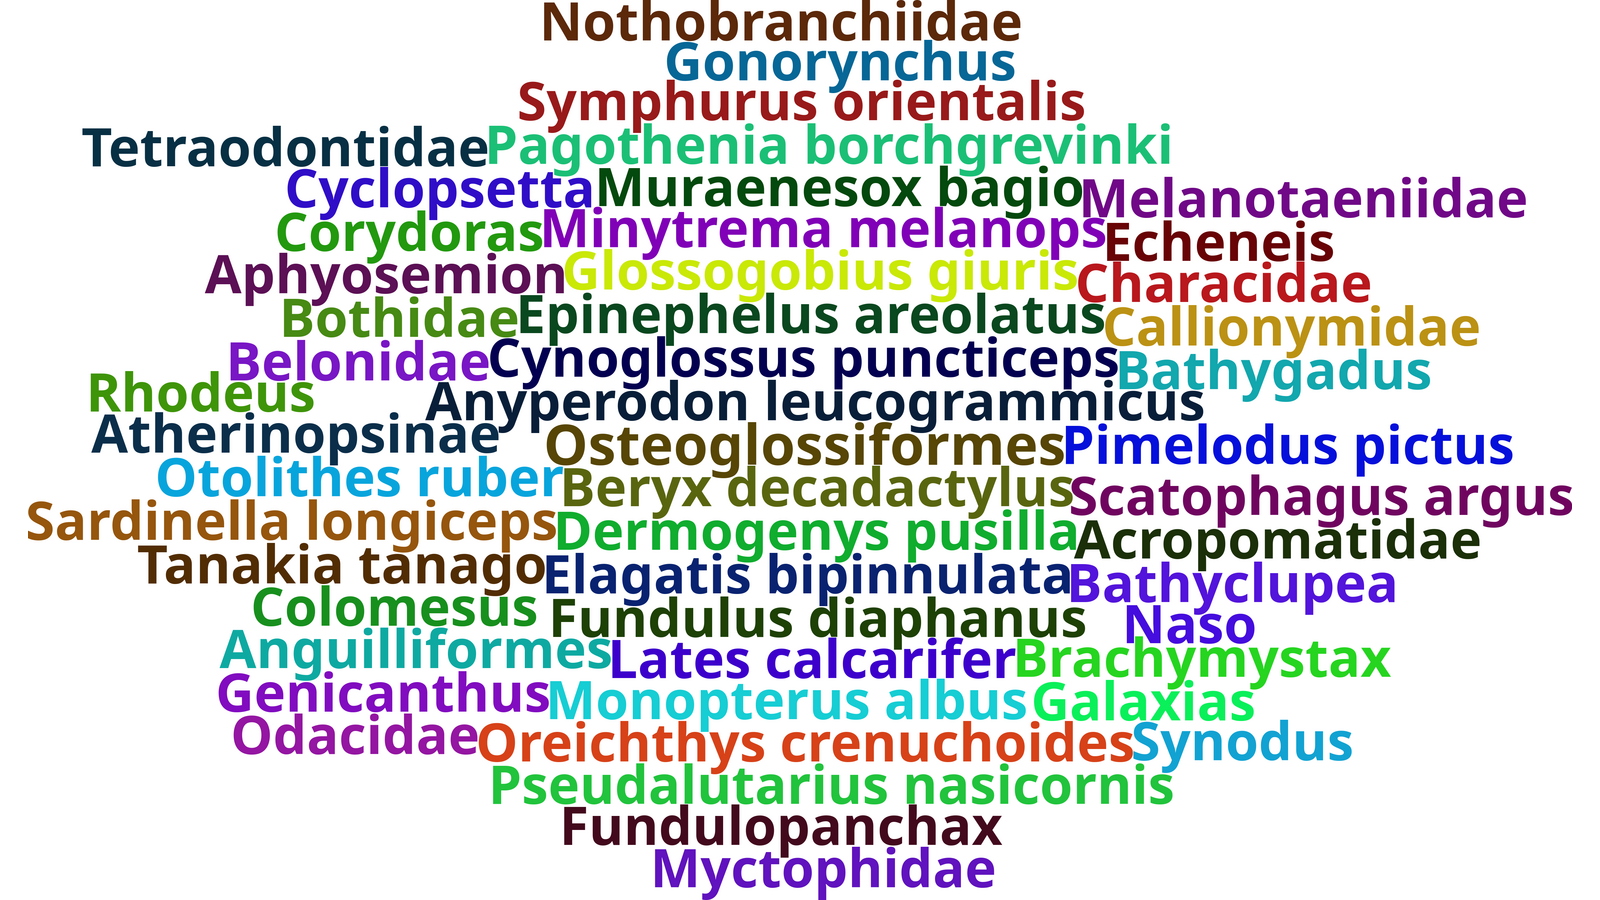 Nothobranchiidae
Gonorynchus
Symphurus orientalis
Tetraodontidae Pagothenia borchgrevinki
Cyclopsetta Muraenesox bagio Melanotaeniidae
Corydoras Minytrema melanops Echeneis
Aphyosemion Glossogobius giuris Characidae
Bothidae Epinephelus areolatus Callionymidae
Belonidae Cynoglossus puncticeps Bathygadus
Rhodeus Anyperodon leucogrammicus
Atherinopsinae Osteoglossiformes Pimelodus pictus
Otolithes ruber Beryx decadactylus Scatophagus argus
Sardinella longiceps Dermogenys pusilla Acropomatidae
Tanakia tanago Elagatis bipinnulata Bathyclupea
Colomesus Fundulus diaphanus Naso
Anguilliformes Lates calcarifer Brachymystax
Genicanthus Monopterus albus Galaxias
Odacidae Oreichthys crenuchoides Synodus
Pseudalutarius nasicornis
Fundulopanchax
Myctophidae